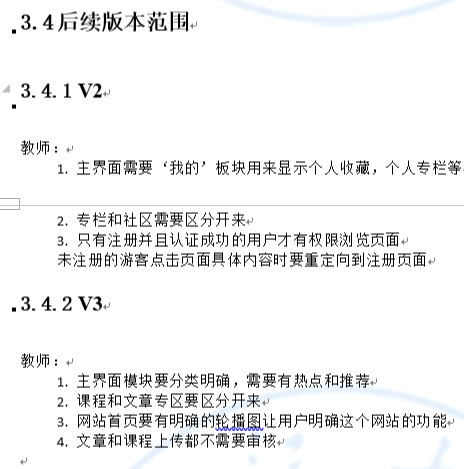 3.4后续版本范围
3.4.1 V2
教师：
1. 主界面需要‘我的’板块用来显示个人收藏，个人专栏等
2. 专栏和社区需要区分开来
3. 只有注册并且认证成功的用户才有权限浏览页面
未注册的游客点击页面具体内容时要重定向到注册页面
3.4.2 V3
教师：
1. 主界面模块要分类明确，需要有热点和推荐
2. 课程和文章专区要区分开来
3. 网站首页要有明确的轮播图让用户明确这个网站的功能
4. 文章和课程上传都不需要审核